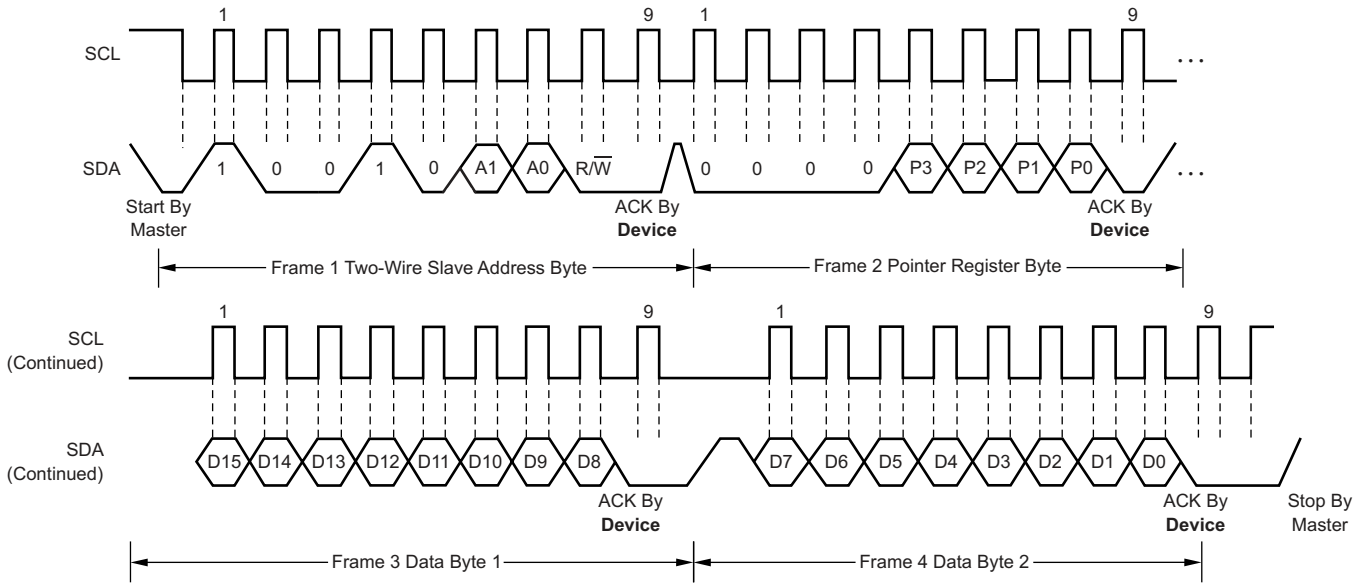 1 9 1 9
SCL
...
SDA
1 0 0 1 0 A1 A0 R/W̅ 0 0 0 0 P3 P2 P1 P0
...
Start By
Master
ACK By
Device
ACK By
Device
Frame 1 Two-Wire Slave Address Byte
Frame 2 Pointer Register Byte
1 9 1 9
SCL
(Continued)
SDA
(Continued)
D15 D14 D13 D12 D11 D10 D9 D8 D7 D6 D5 D4 D3 D2 D1 D0
ACK By
Device
ACK By
Device
Stop By
Master
Frame 3 Data Byte 1
Frame 4 Data Byte 2